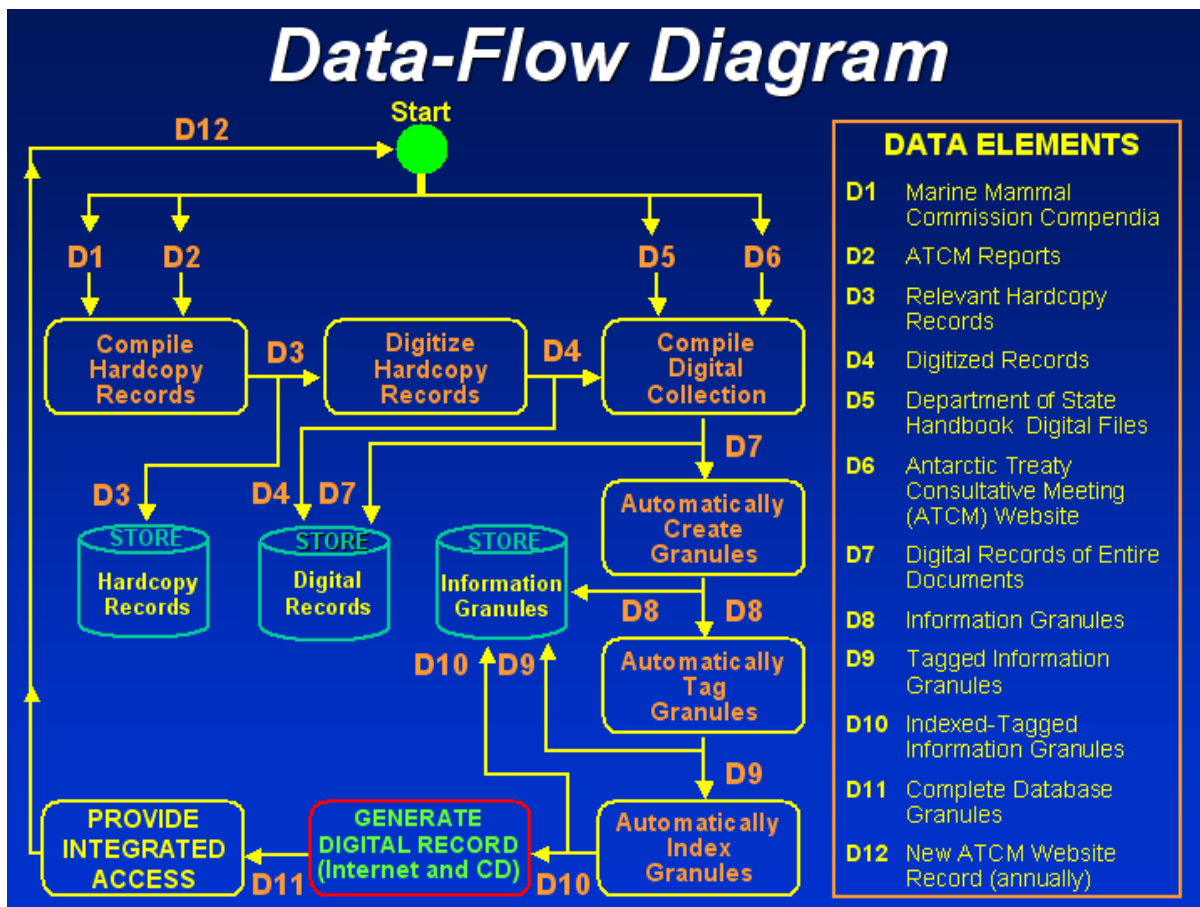 Data-Flow Diagram
Start
D12
D1
D2
D5
D6
Compile
Hardcopy
Records
D3
Digitize
Hardcopy
Records
D4
Compile
Digital
Collection
D7
D3
D4
D7
Automatically
Create
Granules
STORE
Hardcopy
Records
STORE
Digital
Records
STORE
Information
Granules
D8
D8
D10
D9
Automatically
Tag
Granules
D9
PROVIDE
INTEGRATED
ACCESS
D11
GENERATE
DIGITAL RECORD
(Internet and CD)
D10
Automatically
Index
Granules
DATA ELEMENTS
D1 Marine Mammal
Commission Compendia
D2 ATCM Reports
D3 Relevant Hardcopy
Records
D4 Digitized Records
D5 Department of State
Handbook Digital Files
D6 Antarctic Treaty
Consultative Meeting
(ATCM) Website
D7 Digital Records of Entire
Documents
D8 Information Granules
D9 Tagged Information
Granules
D10 Indexed-Tagged
Information Granules
D11 Complete Database
Granules
D12 New ATCM Website
Record (annually)